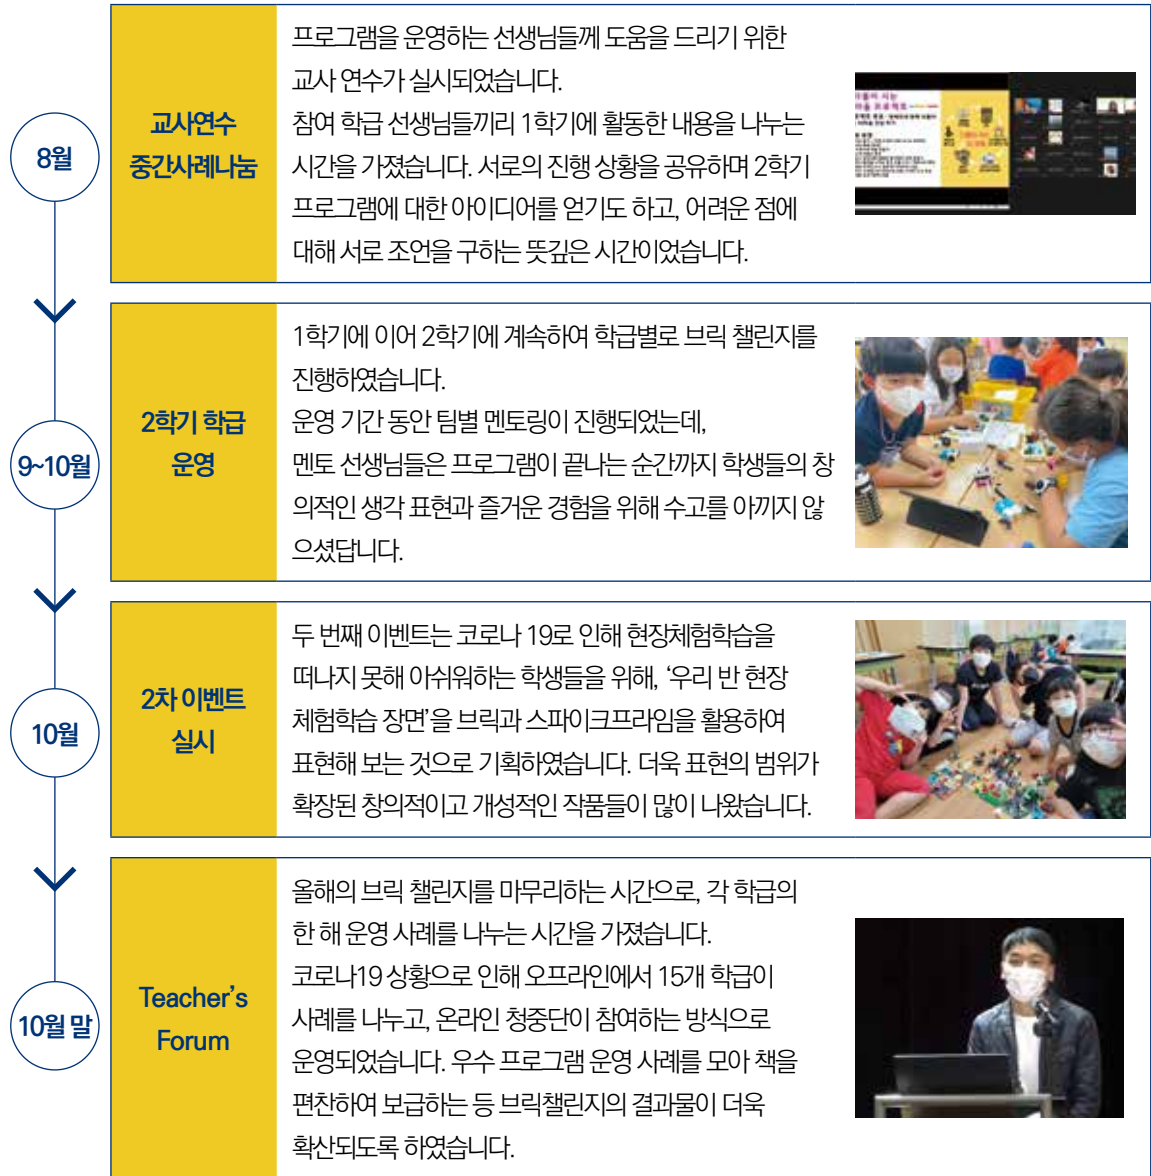 8월
교사연수
중간사례나눔
프로그램을 운영하는 선생님들께 도움을 드리기 위한
교사 연수가 실시되었습니다.
참여 학급 선생님들끼리 1학기에 활동한 내용을 나누는
시간을 가졌습니다. 서로의 진행 상황을 공유하며 2학기
프로그램에 대한 아이디어를 얻기도 하고, 어려운 점에
대해 서로 조언을 구하는 뜻깊은 시간이었습니다.
9~10월
2학기 학급
운영
1학기에 이어 2학기에 계속하여 학급별로 브릭 챌린지를
진행하였습니다.
운영 기간 동안 팀별 멘토링이 진행되었는데,
멘토 선생님들은 프로그램이 끝나는 순간까지 학생들의 창
의적인 생각 표현과 즐거운 경험을 위해 수고를 아끼지 않
으셨답니다.
10월
2차 이벤트
실시
두 번째 이벤트는 코로나 19로 인해 현장체험학습을
떠나지 못해 아쉬워하는 학생들을 위해, ‘우리 반 현장
체험학습 장면’을 브릭과 스파이크프라임을 활용하여
표현해 보는 것으로 기획하였습니다. 더욱 표현의 범위가
확장된 창의적이고 개성적인 작품들이 많이 나왔습니다.
10월 말
Teacher’s
Forum
올해의 브릭 챌린지를 마무리하는 시간으로, 각 학급의
한 해 운영 사례를 나누는 시간을 가졌습니다.
코로나19 상황으로 인해 오프라인에서 15개 학급이
사례를 나누고, 온라인 청중단이 참여하는 방식으로
운영되었습니다. 우수 프로그램 운영 사례를 모아 책을
편찬하여 보급하는 등 브릭챌린지의 결과물이 더욱
확산되도록 하였습니다.